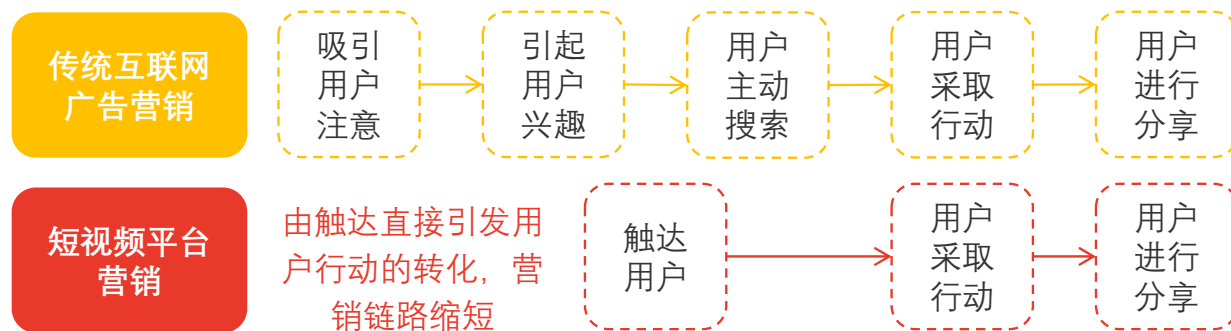 传统互联网
广告营销
吸引
用户
注意
引起
用户
兴趣
用户
主动
搜索
用户
采取
行动
用户
进行
分享
短视频平台
营销
由触达直接引发用
户行动的转化，营
销链路缩短
触达
用户
用户
采取
行动
用户
进行
分享